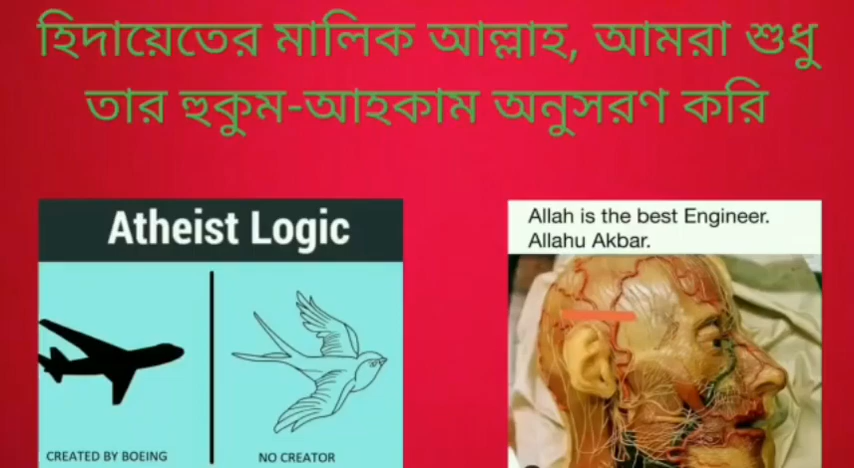 হিদায়েতের মালিক আল্লাহ, আমরা শুধু
তার হুকুম-আহকাম অনুসরণ করি
Atheist Logic
CREATED BY BOEING
NO CREATOR
Allah is the best Engineer.
Allahu Akbar.